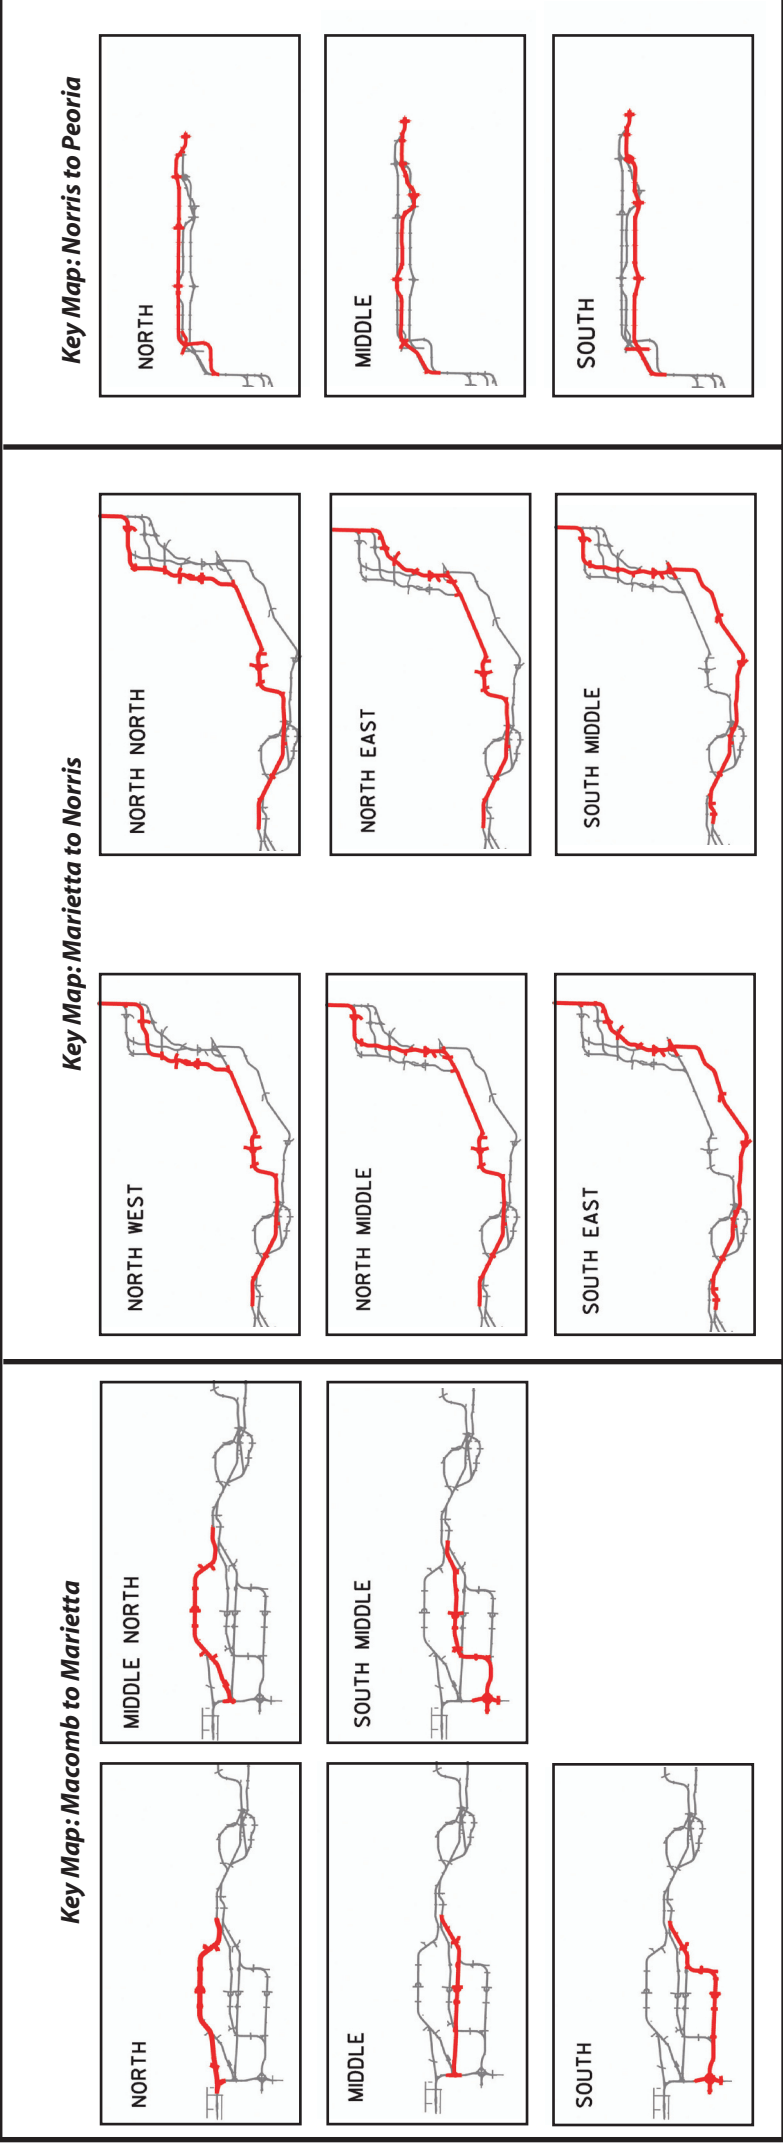 Key Map: Macomb to Marietta
NORTH
MIDDLE NORTH
MIDDLE
SOUTH MIDDLE
SOUTH
Key Map: Marietta to Norris
NORTH WEST
NORTH NORTH
NORTH MIDDLE
NORTH EAST
SOUTH EAST
SOUTH MIDDLE
Key Map: Norris to Peoria
NORTH
MIDDLE
SOUTH